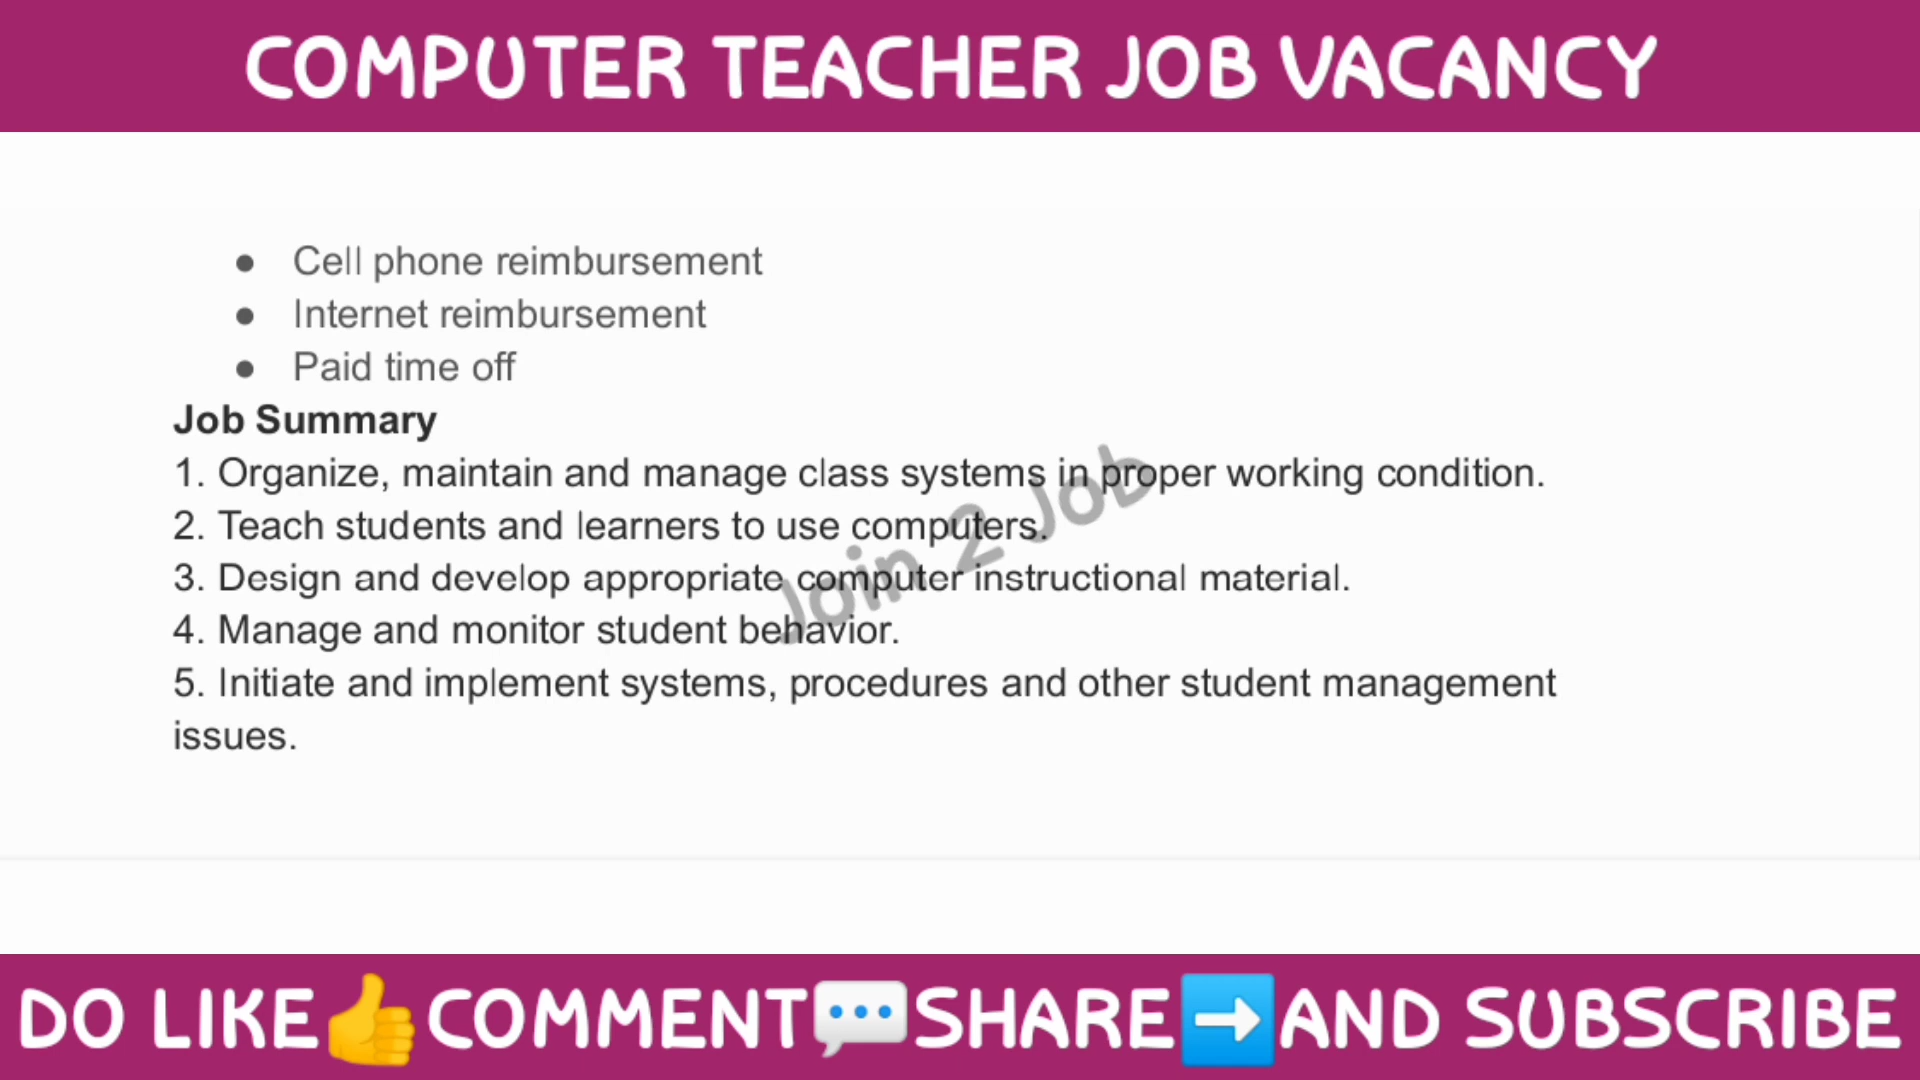 COMPUTER TEACHER JOB VACANCY
● Cell phone reimbursement
● Internet reimbursement
● Paid time off
Job Summary
1. Organize, maintain and manage class systems in proper working condition.
2. Teach students and learners to use computers.
3. Design and develop appropriate computer instructional material.
4. Manage and monitor student behavior.
5. Initiate and implement systems, procedures and other student management
issues.
Join 2 Job
DO LIKE👍COMMENT💬SHARE➡️AND SUBSCRIBE